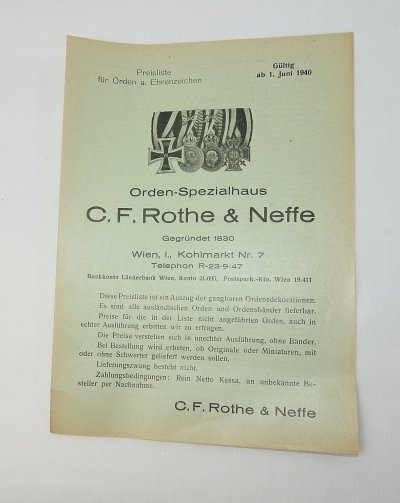 Preisliste
für Orden u. Ehrenzeichen
Gültig
ab 1. Juni 1940
Orden-Spezialhaus
C. F. Rothe & Neffe
Gegründet 1830
Wien, I., Kohlmarkt Nr. 7
Telephon R-23-9-47
Bankkonto Länderbank Wien, Konto 21.695. Postspark.-Kto. Wien 19.411
Diese Preisliste ist ein Auszug der gangbaren Ordensdekorationen.
Es sind alle ausländischen Orden und Ordensbänder lieferbar.
Preise für die in der Liste nicht angeführten Orden, auch in
echter Ausführung erbitten wir zu erfragen.
Die Preise verstehen sich in unechter Ausführung, ohne Bänder.
Bei Bestellung wird erbeten, ob Originale oder Miniaturen, mit
oder ohne Schwerter geliefert werden sollen.
Lieferungszwang besteht nicht.
Zahlungsbedingungen: Rein Netto Kassa, an unbekannte Be-
steller per Nachnahme.
C. F. Rothe & Neffe